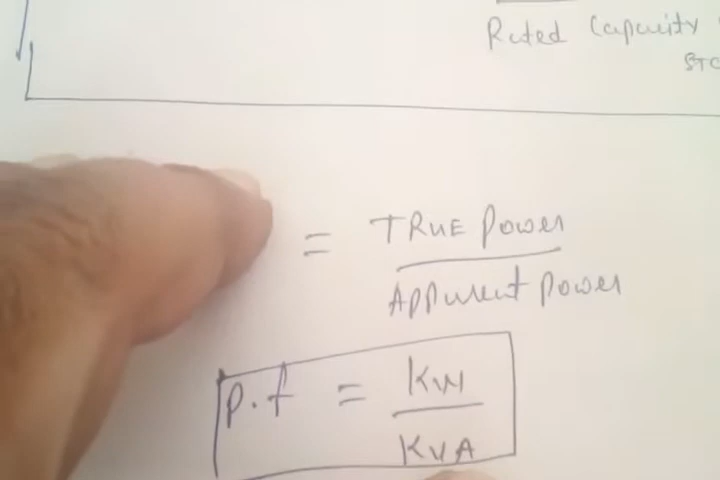 Rated Capacity
STC
= TRUE Power
Apparent power
p.f = KW
KVA